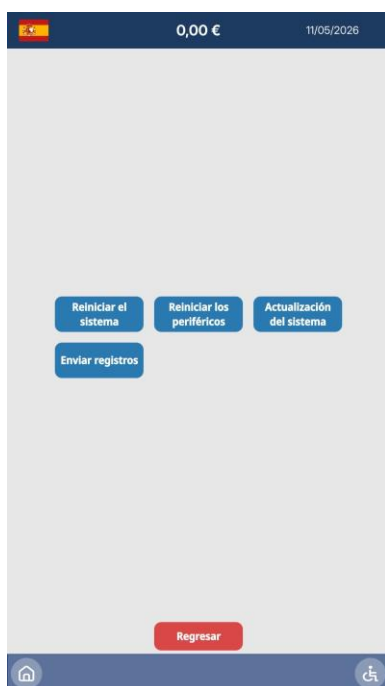 0,00 €
11/05/2026
Reiniciar el
sistema
Reiniciar los
periféricos
Actualización
del sistema
Enviar registros
Regresar